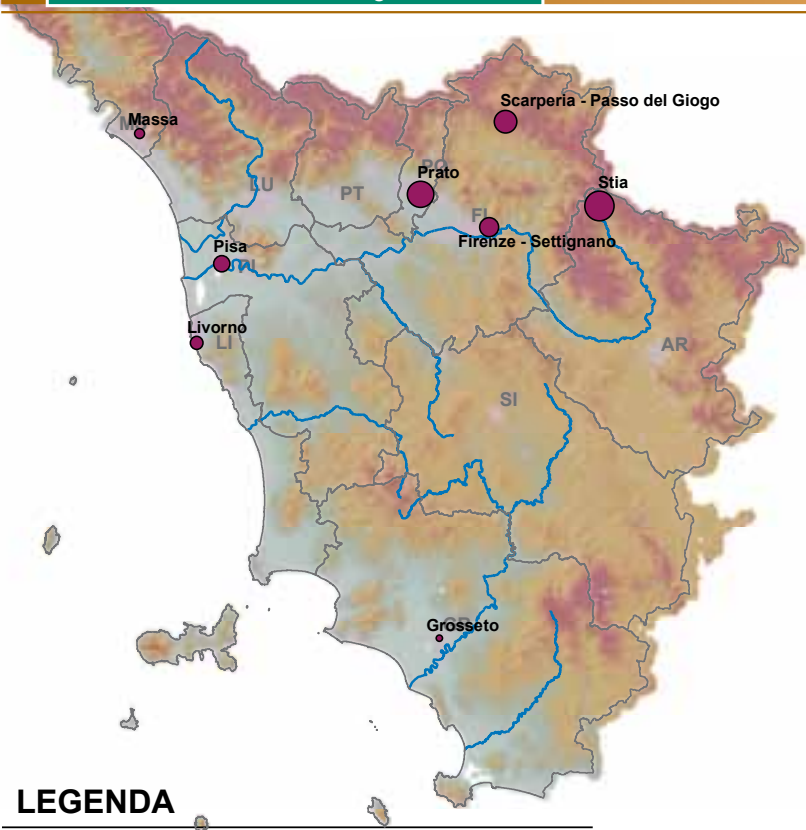 Scarperia - Passo del Giogo
Massa
Prato
Stia
LU
PT
FI
Firenze - Settignano
Pisa
PI
Livorno
LI
AR
SI
Grosseto
LEGENDA